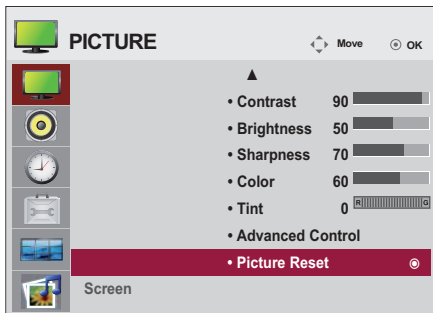 PICTURE Move OK
▲
• Contrast 90
• Brightness 50
• Sharpness 70
• Color 60
• Tint 0 R G
• Advanced Control
• Picture Reset
Screen